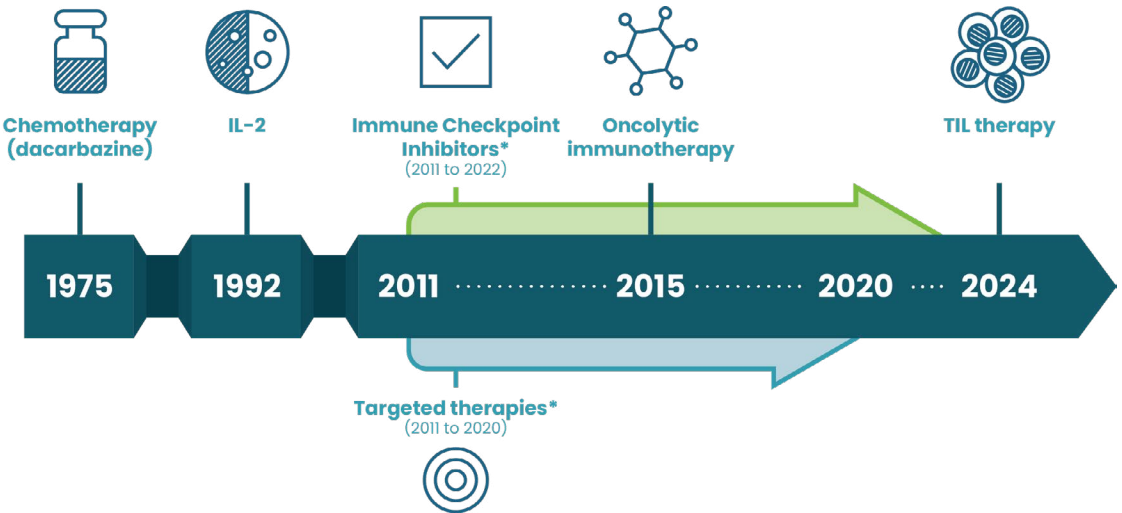 Chemotherapy
(dacarbazine)
IL-2
Immune Checkpoint
Inhibitors*
(2011 to 2022)
Oncolytic
immunotherapy
TIL therapy
1975
1992
2011
2015
2020
2024
Targeted therapies*
(2011 to 2020)